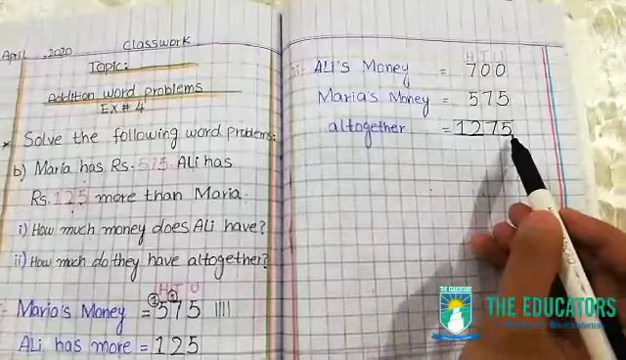 April, 2020 Classwork
Topic:
Addition word problems
Ex # 4
Solve the following word problems:
b) Maria has Rs. 575. Ali has
Rs. 125 more than Maria.
i) How much money does Ali have?
ii) How much do they have altogether?
H T U
Maria's Money = 575
Ali has more = 125
H T U
ii: Ali's Money = 700
Maria's Money = 575
altogether = 1275
THE EDUCATORS